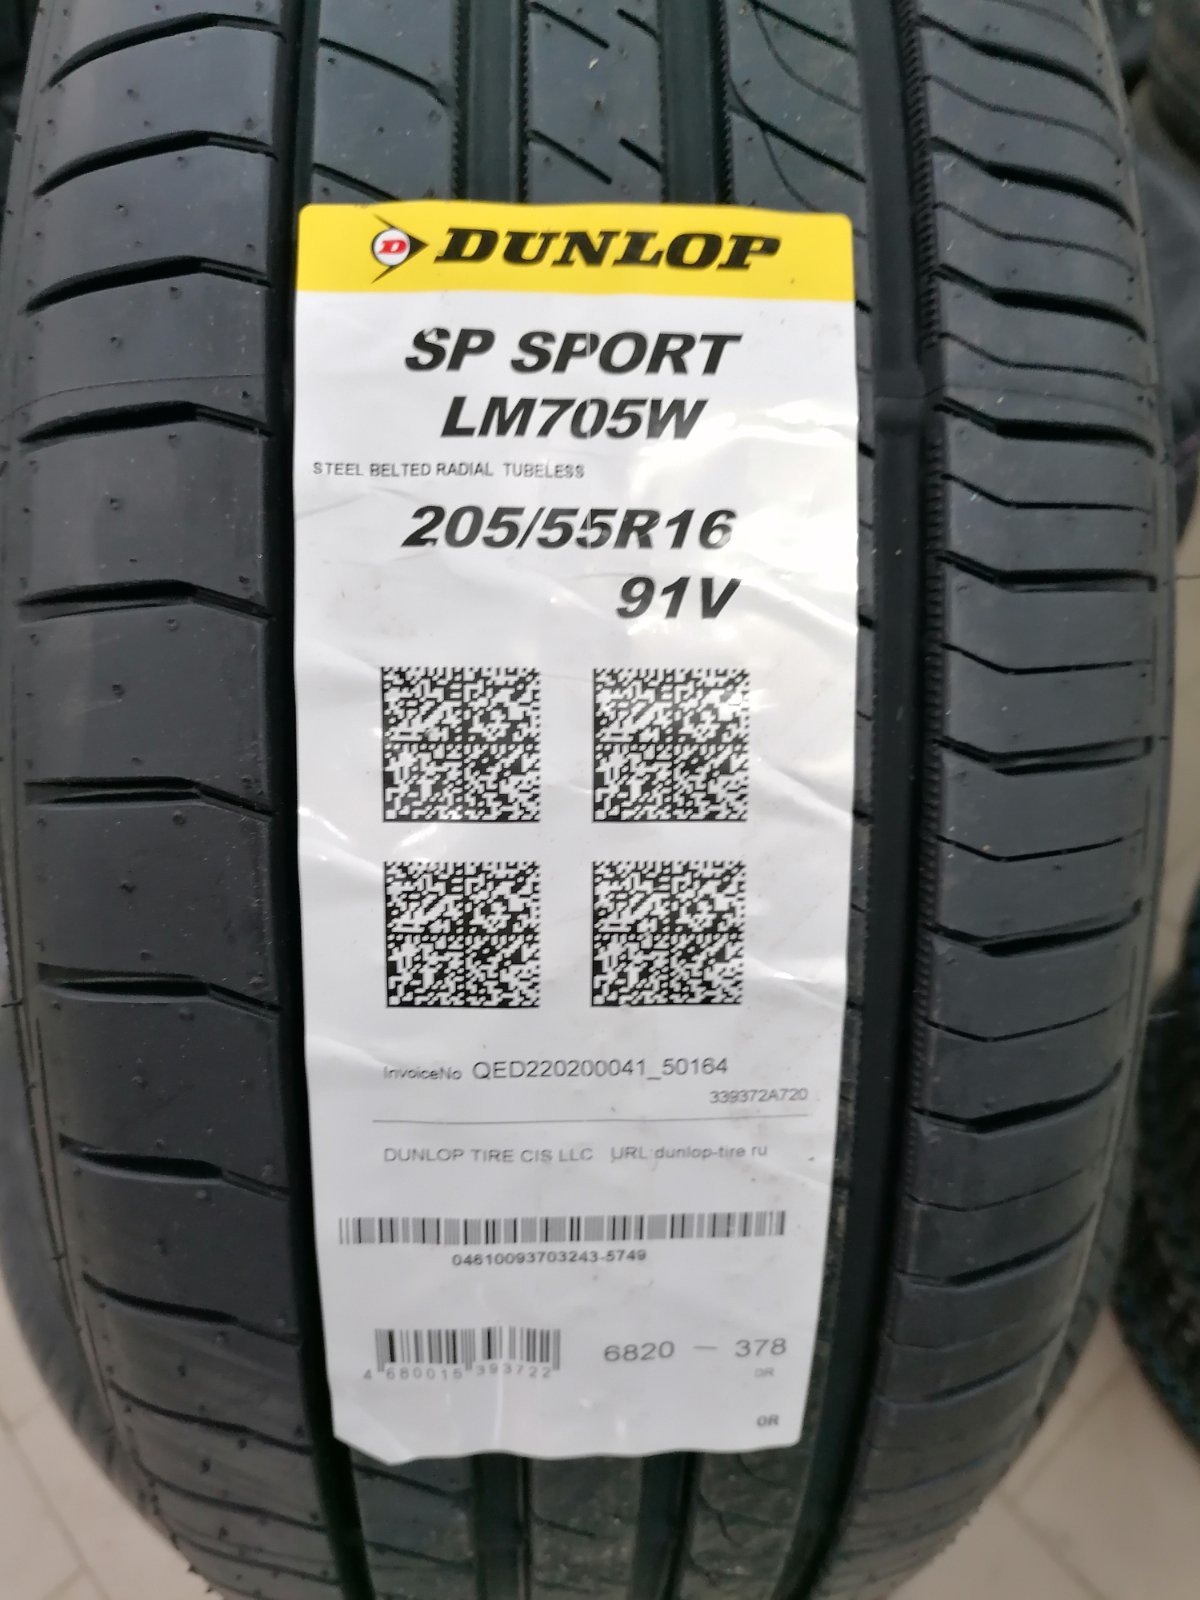 D DUNLOP
SP SPORT
LM705W
STEEL BELTED RADIAL TUBELESS
205/55R16
91V
InvoiceNo QED220200041_50164
339372A720
DUNLOP TIRE CIS LLC URL:dunlop-tire ru
04610093703243-5749
4 680015 393722
6820 — 378
0R
0R